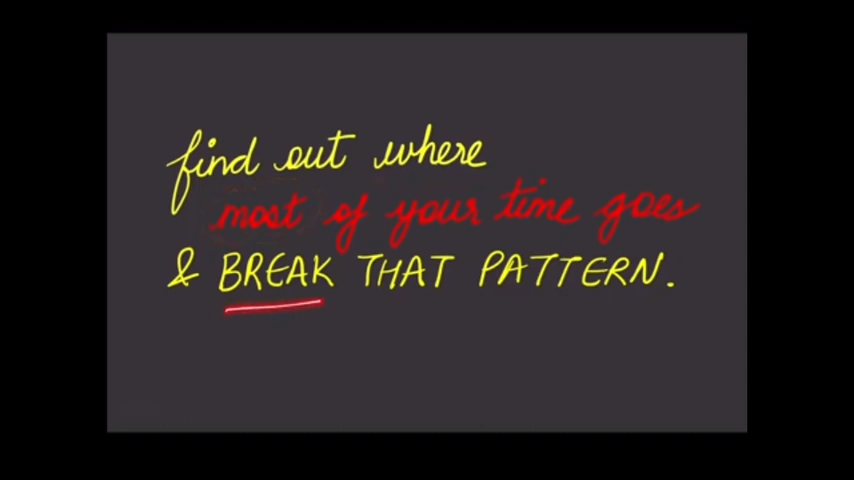 find out where
most of your time goes
& BREAK THAT PATTERN.